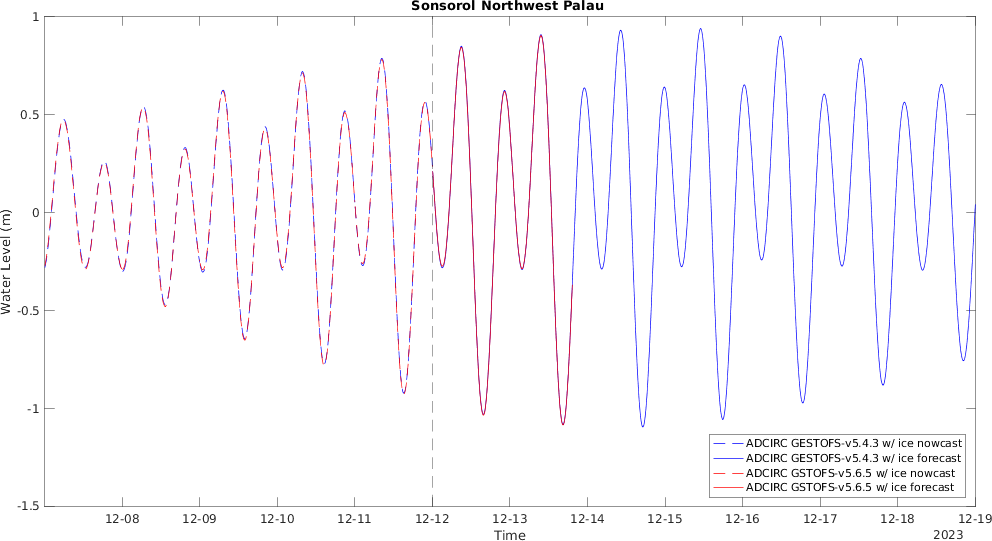 Sonsorol Northwest Palau
1
0.5
0
-0.5
-1
-1.5
Water Level (m)
ADCIRC GESTOFS-v5.4.3 w/ ice nowcast
ADCIRC GESTOFS-v5.4.3 w/ ice forecast
ADCIRC GSTOFS-v5.6.5 w/ ice nowcast
ADCIRC GSTOFS-v5.6.5 w/ ice forecast
12-08 12-09 12-10 12-11 12-12 12-13 12-14 12-15 12-16 12-17 12-18 12-19
Time
2023